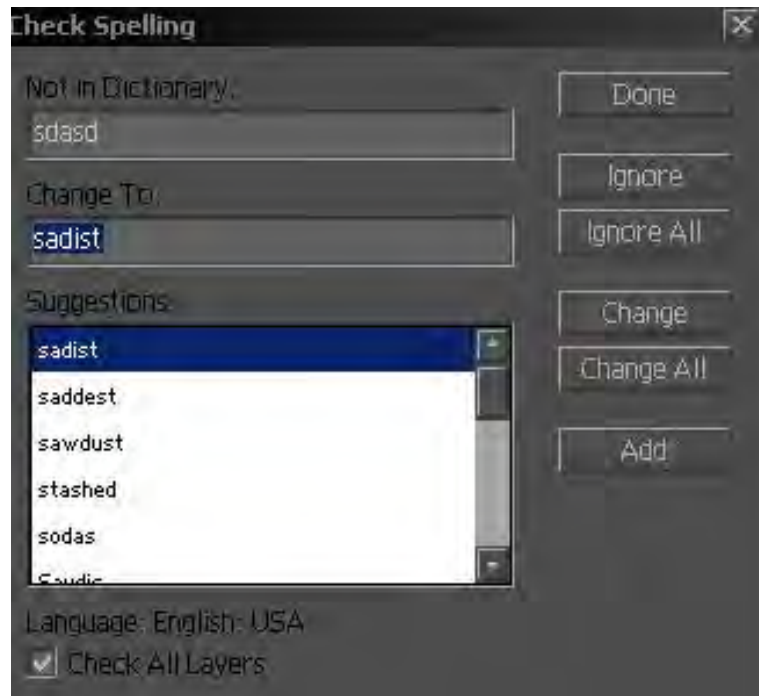 Check Spelling
Not in Dictionary:
sdasd
Change To:
sadist
Suggestions:
sadist
saddest
sawdust
stashed
sodas
Saudis
Language: English: USA
Check All Layers
Done
Ignore
Ignore All
Change
Change All
Add